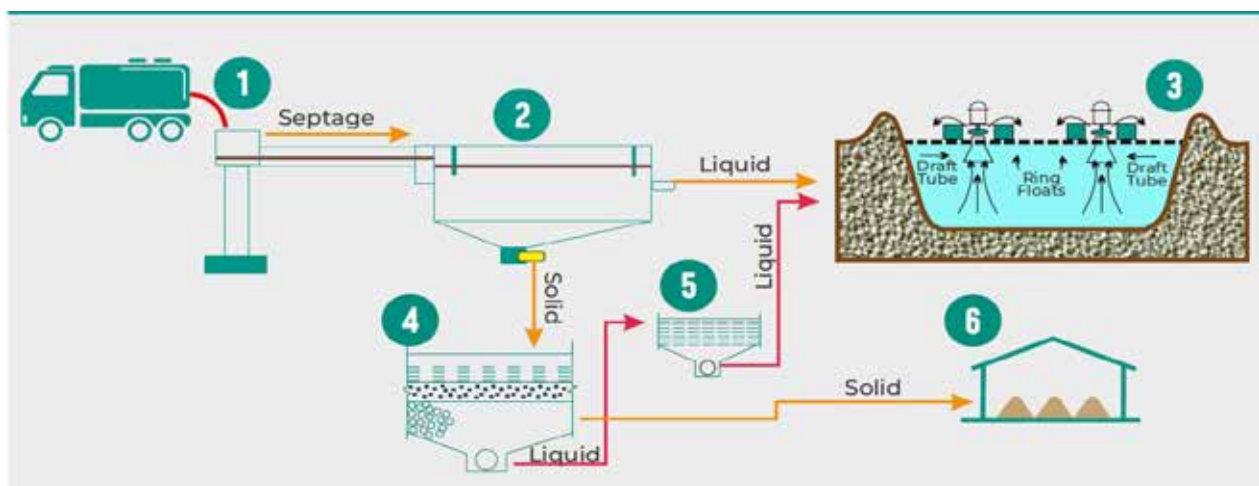 1
Septage
2
3
Liquid
Draft
Tube
Ring
Floats
Draft
Tube
Solid
Liquid
4
5
6
Solid
Liquid